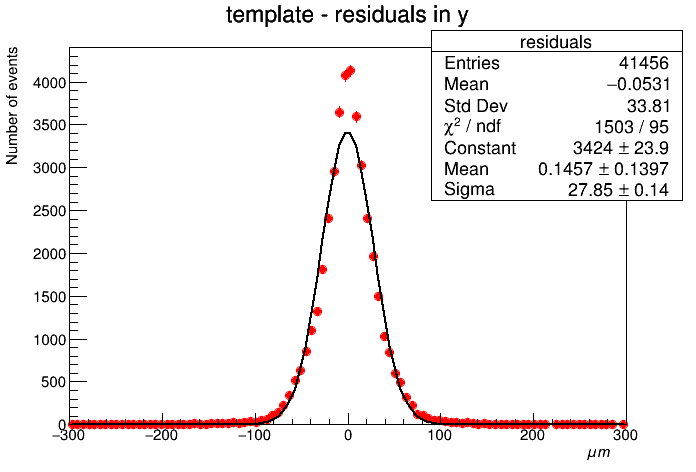 template - residuals in y
residuals
Entries 41456
Mean −0.0531
Std Dev 33.81
χ² / ndf 1503 / 95
Constant 3424 ± 23.9
Mean 0.1457 ± 0.1397
Sigma 27.85 ± 0.14
Number of events
4000
3500
3000
2500
2000
1500
1000
500
0
−300 −200 −100 0 100 200 300
μm